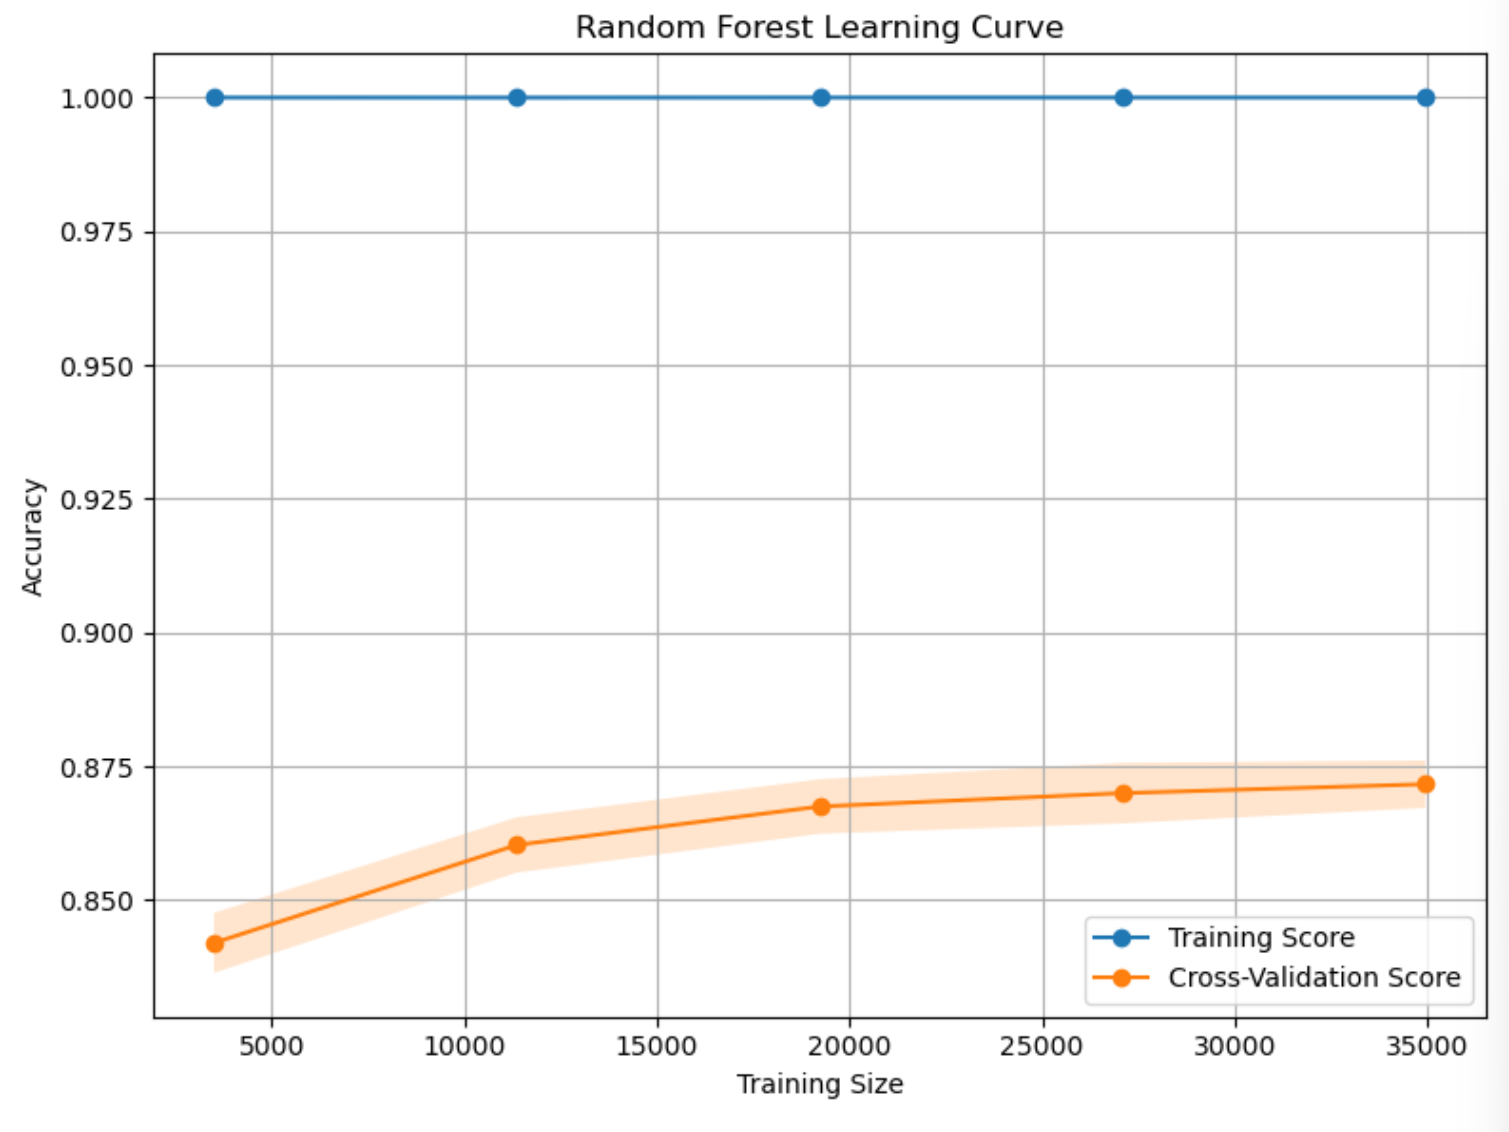 Random Forest Learning Curve
1.000
0.975
0.950
0.925
0.900
0.875
0.850
Accuracy
Training Score
Cross-Validation Score
5000 10000 15000 20000 25000 30000 35000
Training Size